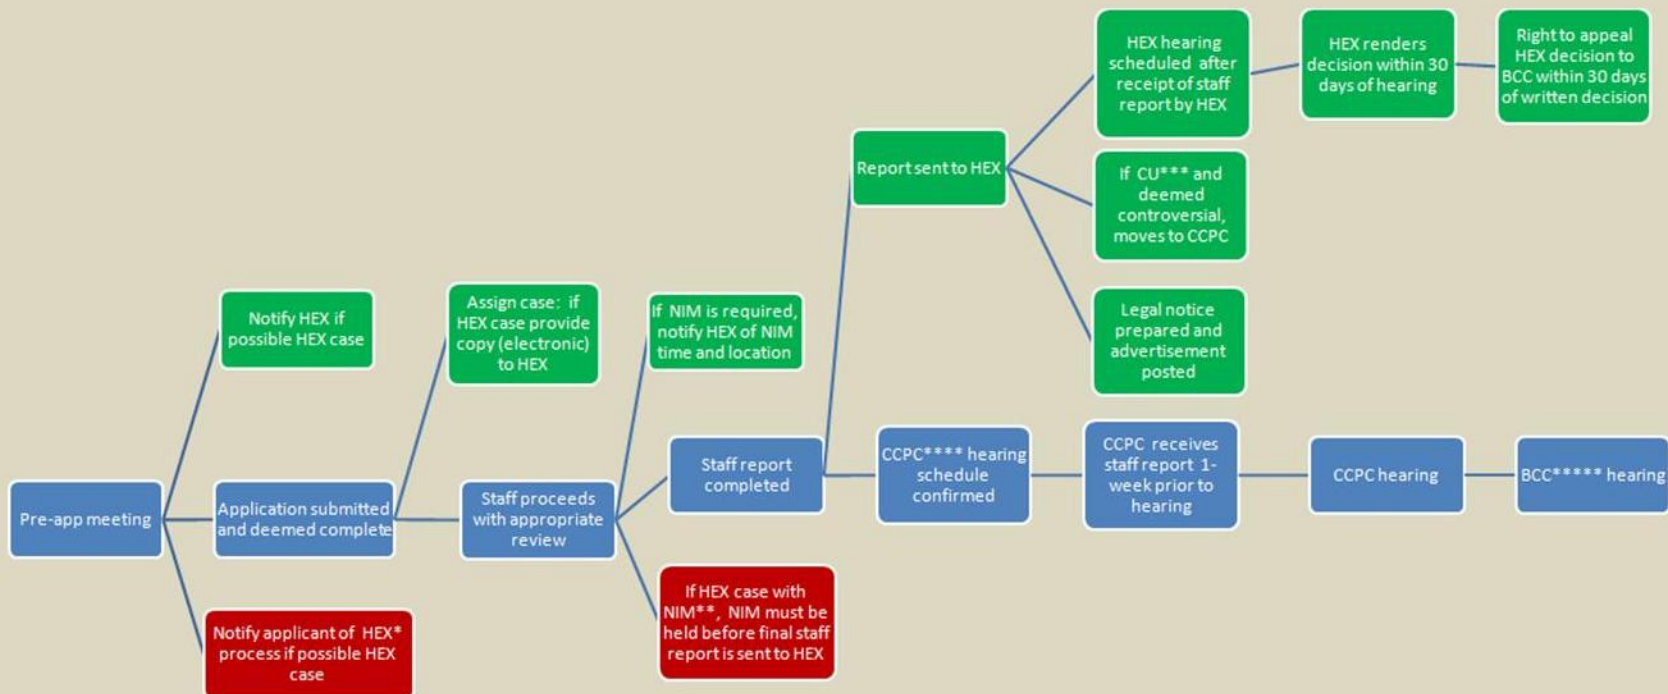 HEX hearing
scheduled after
receipt of staff
report by HEX
HEX renders
decision within 30
days of hearing
Right to appeal
HEX decision to
BCC within 30 days
of written decision
Report sent to HEX
If CU*** and
deemed
controversial,
moves to CCPC
Legal notice
prepared and
advertisement
posted
Notify HEX if
possible HEX case
Assign case: if
HEX case provide
copy (electronic)
to HEX
If NIM is required,
notify HEX of NIM
time and location
Pre-app meeting
Application submitted
and deemed complete
Staff proceeds
with appropriate
review
Staff report
completed
CCPC**** hearing
schedule
confirmed
CCPC receives
staff report 1-
week prior to
hearing
CCPC hearing
BCC***** hearing
Notify applicant of HEX*
process if possible HEX
case
If HEX case with
NIM**, NIM must be
held before final staff
report is sent to HEX